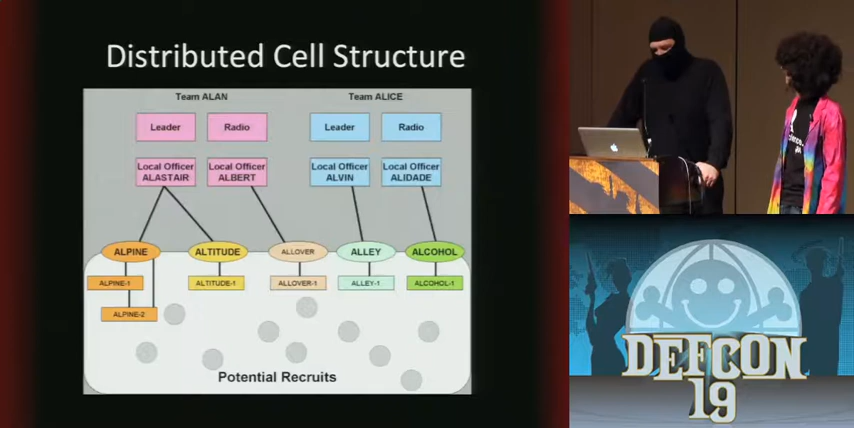 Distributed Cell Structure
Team ALAN
Team ALICE
Leader
Radio
Leader
Radio
Local Officer
ALASTAIR
Local Officer
ALBERT
Local Officer
ALVIN
Local Officer
ALIDADE
ALPINE
ALTITUDE
ALLOVER
ALLEY
ALCOHOL
ALPINE-1
ALTITUDE-1
ALLOVER-1
ALLEY-1
ALCOHOL-1
ALPINE-2
Potential Recruits
DEFCON
19